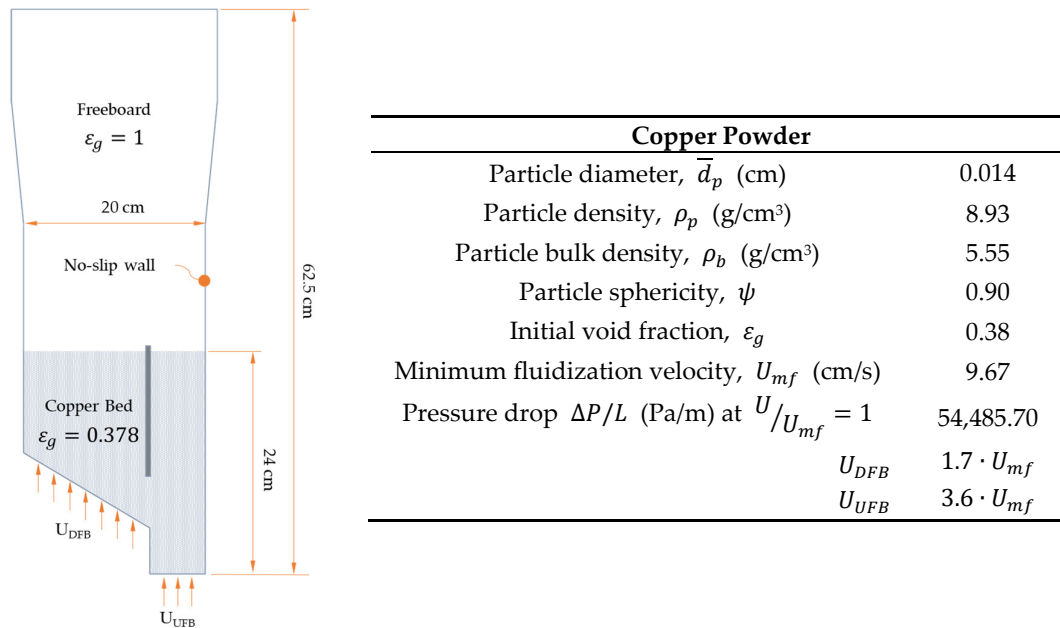 Freeboard
εg = 1
20 cm
No-slip wall
62.5 cm
Copper Bed
εg = 0.378
24 cm
UDFB
UUFB
Copper Powder
Particle diameter, d̅p (cm) 0.014
Particle density, ρp (g/cm³) 8.93
Particle bulk density, ρb (g/cm³) 5.55
Particle sphericity, ψ 0.90
Initial void fraction, εg 0.38
Minimum fluidization velocity, Umf (cm/s) 9.67
Pressure drop ΔP/L (Pa/m) at U/Umf = 1 54,485.70
UDFB 1.7 · Umf
UUFB 3.6 · Umf